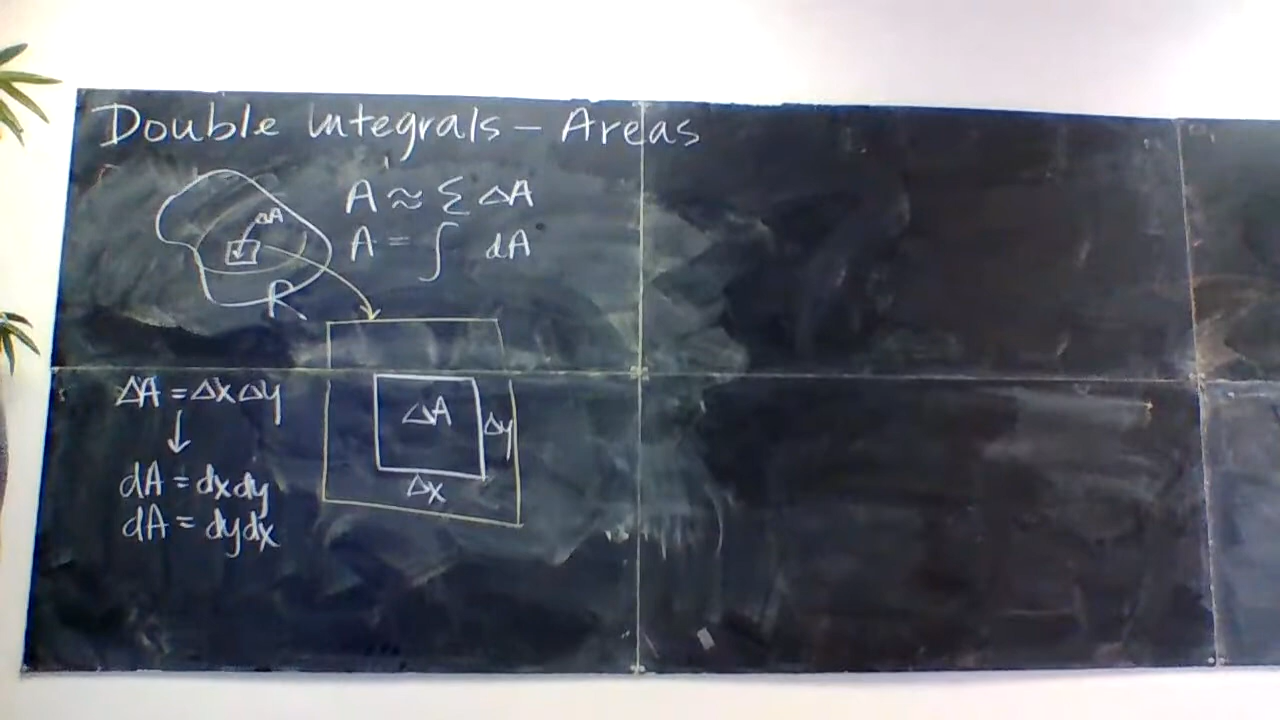 Double Integrals – Areas
A ≈ Σ ΔA
ΔA
A = ∫ dA
R
ΔA = ΔxΔy
↓
ΔA
Δy
Δx
dA = dxdy
dA = dydx